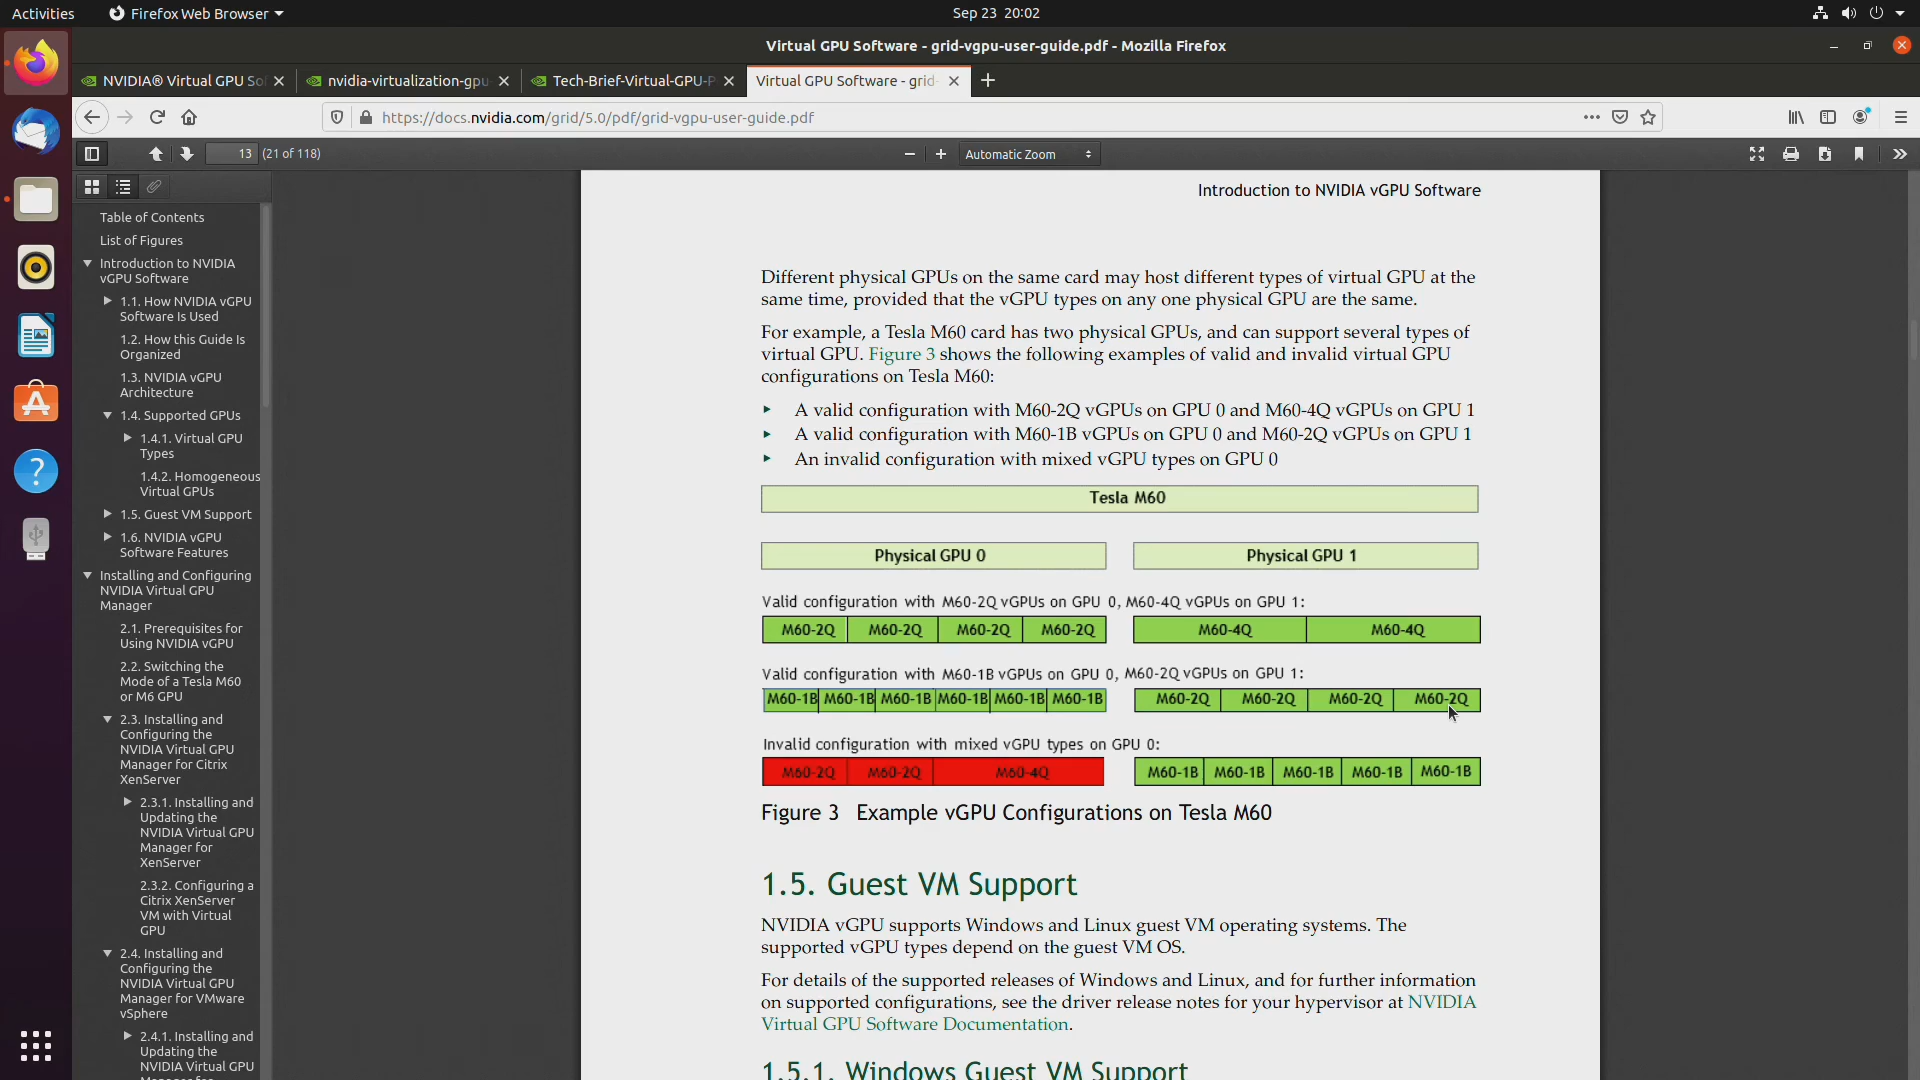 Activities
Firefox Web Browser
Sep 23 20:02
Virtual GPU Software - grid-vgpu-user-guide.pdf - Mozilla Firefox
NVIDIA® Virtual GPU So
nvidia-virtualization-gpu
Tech-Brief-Virtual-GPU-P
Virtual GPU Software - grid-
https://docs.nvidia.com/grid/5.0/pdf/grid-vgpu-user-guide.pdf
13 (21 of 118)
Automatic Zoom
Table of Contents
List of Figures
Introduction to NVIDIA
vGPU Software
1.1. How NVIDIA vGPU
Software Is Used
1.2. How this Guide Is
Organized
1.3. NVIDIA vGPU
Architecture
1.4. Supported GPUs
1.4.1. Virtual GPU
Types
1.4.2. Homogeneous
Virtual GPUs
1.5. Guest VM Support
1.6. NVIDIA vGPU
Software Features
Installing and Configuring
NVIDIA Virtual GPU
Manager
2.1. Prerequisites for
Using NVIDIA vGPU
2.2. Switching the
Mode of a Tesla M60
or M6 GPU
2.3. Installing and
Configuring the
NVIDIA Virtual GPU
Manager for Citrix
XenServer
2.3.1. Installing and
Updating the
NVIDIA Virtual GPU
Manager for
XenServer
2.3.2. Configuring a
Citrix XenServer
VM with Virtual
GPU
2.4. Installing and
Configuring the
NVIDIA Virtual GPU
Manager for VMware
vSphere
2.4.1. Installing and
Updating the
NVIDIA Virtual GPU
Manager for
Introduction to NVIDIA vGPU Software
Different physical GPUs on the same card may host different types of virtual GPU at the
same time, provided that the vGPU types on any one physical GPU are the same.
For example, a Tesla M60 card has two physical GPUs, and can support several types of
virtual GPU. Figure 3 shows the following examples of valid and invalid virtual GPU
configurations on Tesla M60:
A valid configuration with M60-2Q vGPUs on GPU 0 and M60-4Q vGPUs on GPU 1
A valid configuration with M60-1B vGPUs on GPU 0 and M60-2Q vGPUs on GPU 1
An invalid configuration with mixed vGPU types on GPU 0
Tesla M60
Physical GPU 0
Physical GPU 1
Valid configuration with M60-2Q vGPUs on GPU 0, M60-4Q vGPUs on GPU 1:
M60-2Q M60-2Q M60-2Q M60-2Q M60-4Q M60-4Q
Valid configuration with M60-1B vGPUs on GPU 0, M60-2Q vGPUs on GPU 1:
M60-1B M60-1B M60-1B M60-1B M60-1B M60-1B M60-2Q M60-2Q M60-2Q M60-2Q
Invalid configuration with mixed vGPU types on GPU 0:
M60-2Q M60-2Q M60-4Q M60-1B M60-1B M60-1B M60-1B M60-1B
Figure 3 Example vGPU Configurations on Tesla M60
1.5. Guest VM Support
NVIDIA vGPU supports Windows and Linux guest VM operating systems. The
supported vGPU types depend on the guest VM OS.
For details of the supported releases of Windows and Linux, and for further information
on supported configurations, see the driver release notes for your hypervisor at NVIDIA
Virtual GPU Software Documentation.
1.5.1. Windows Guest VM Support